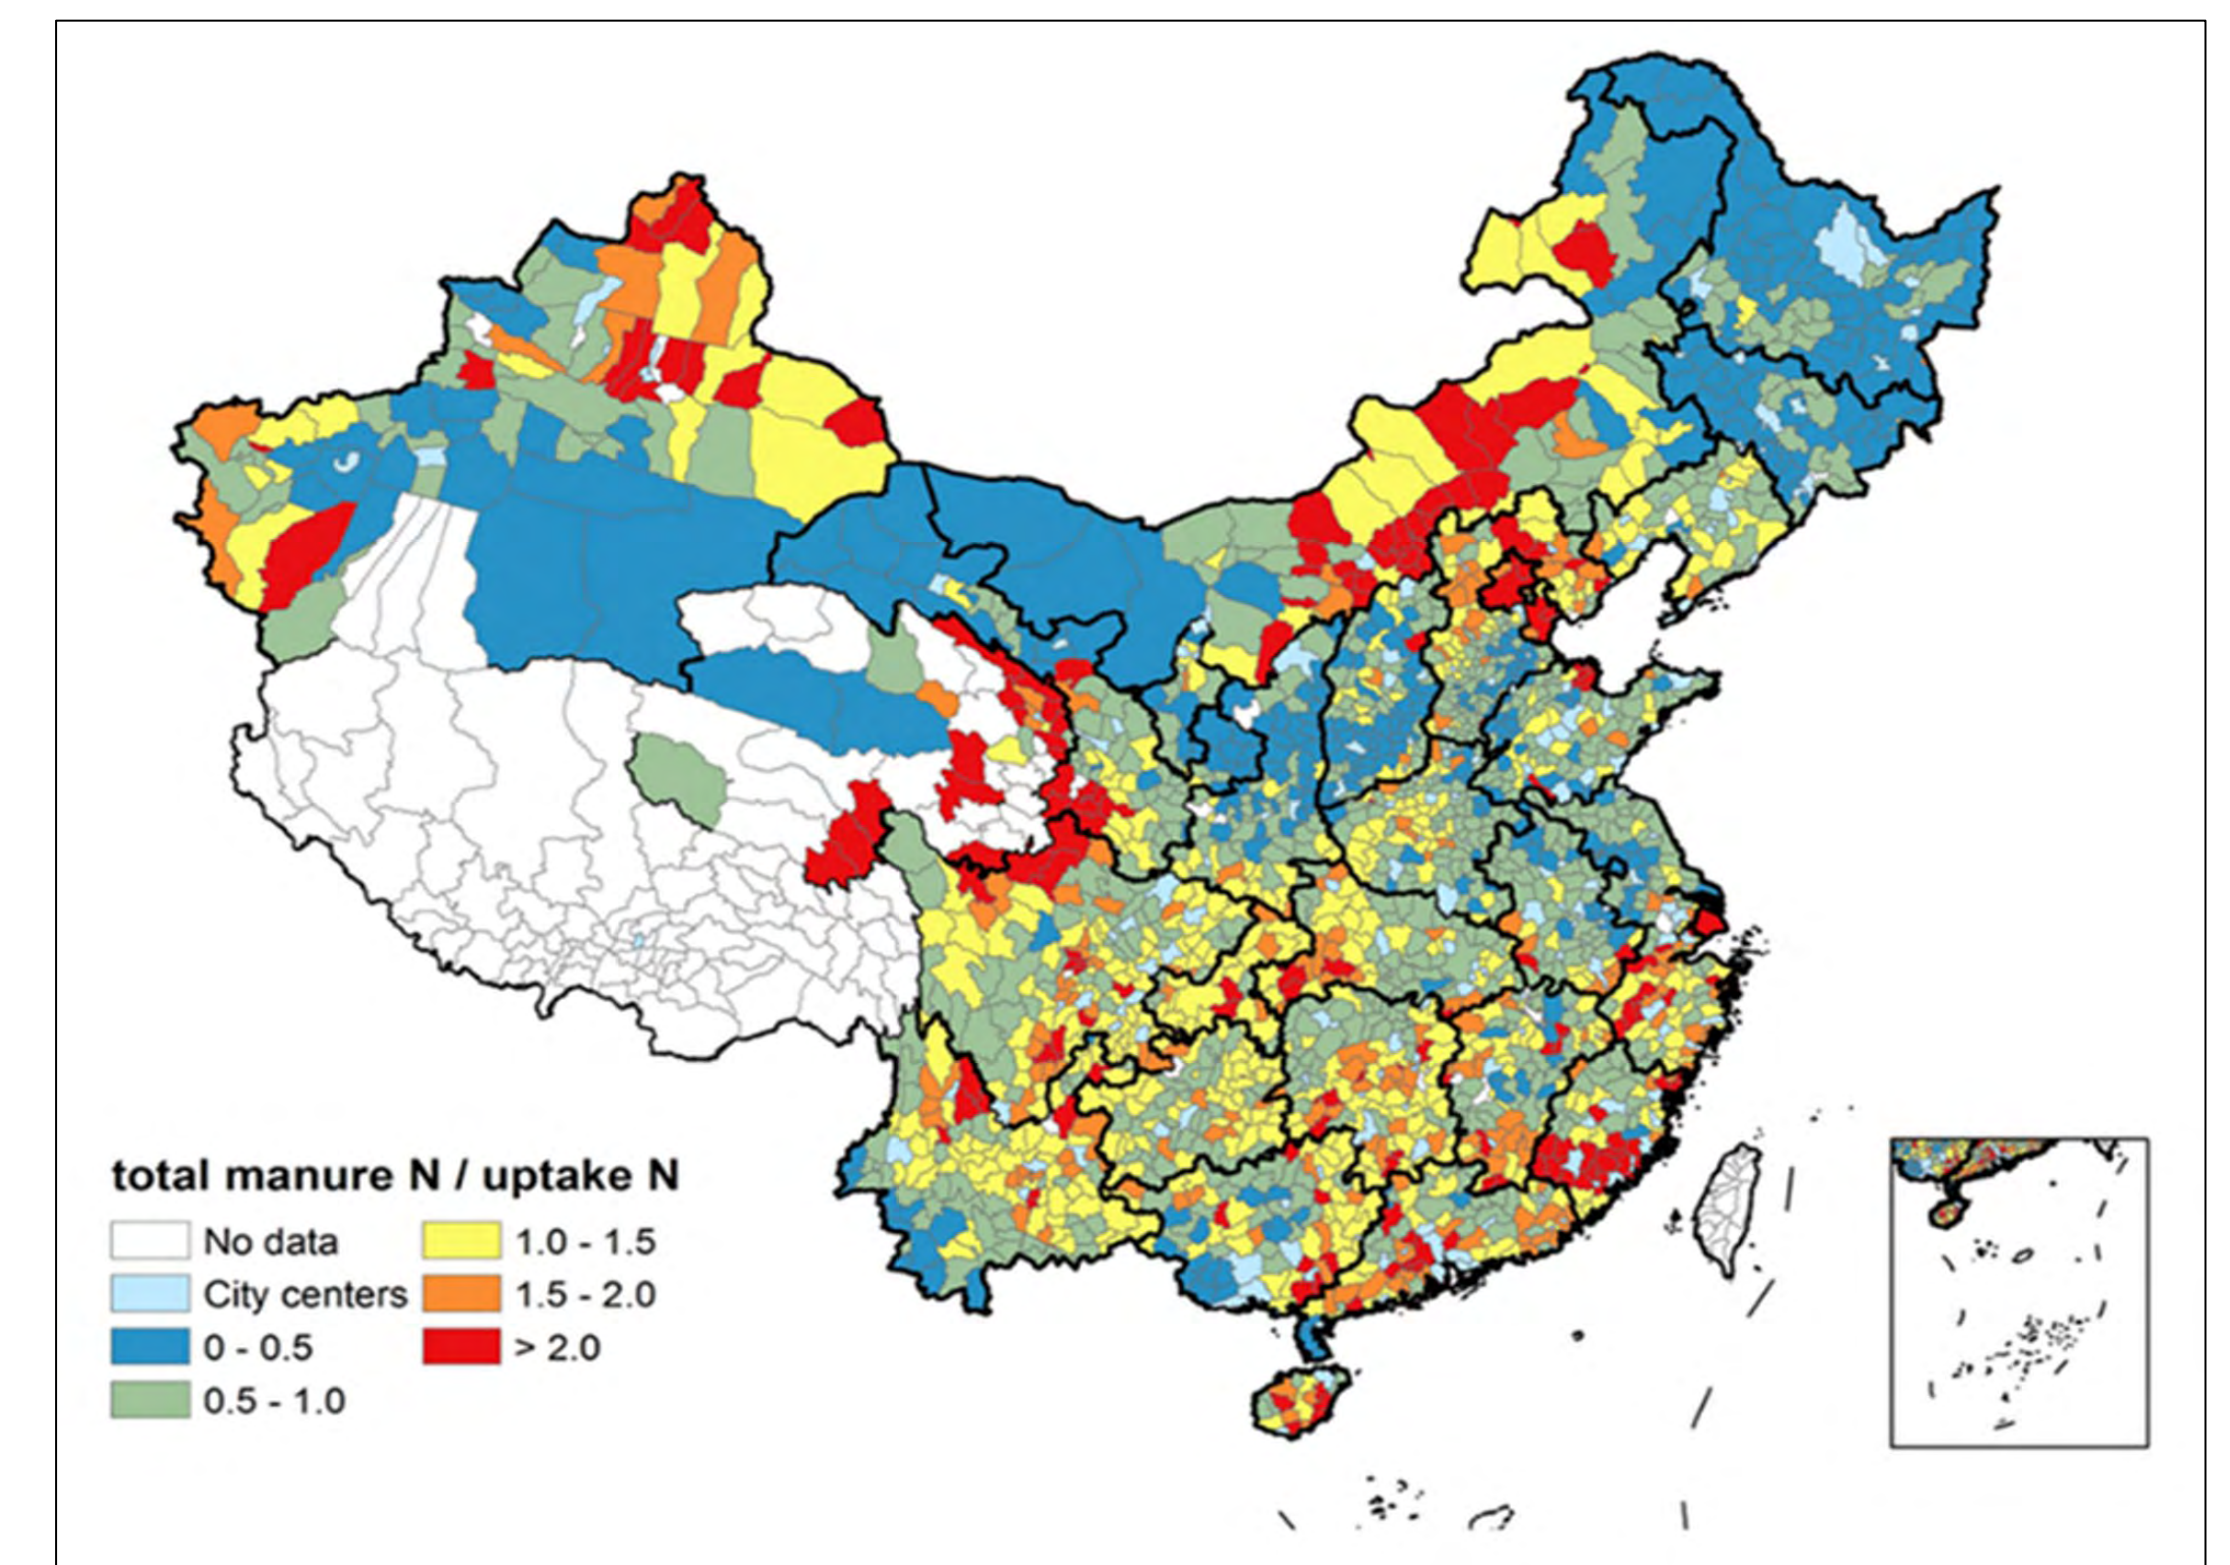 total manure N / uptake N
No data
1.0 - 1.5
City centers
1.5 - 2.0
0 - 0.5
> 2.0
0.5 - 1.0